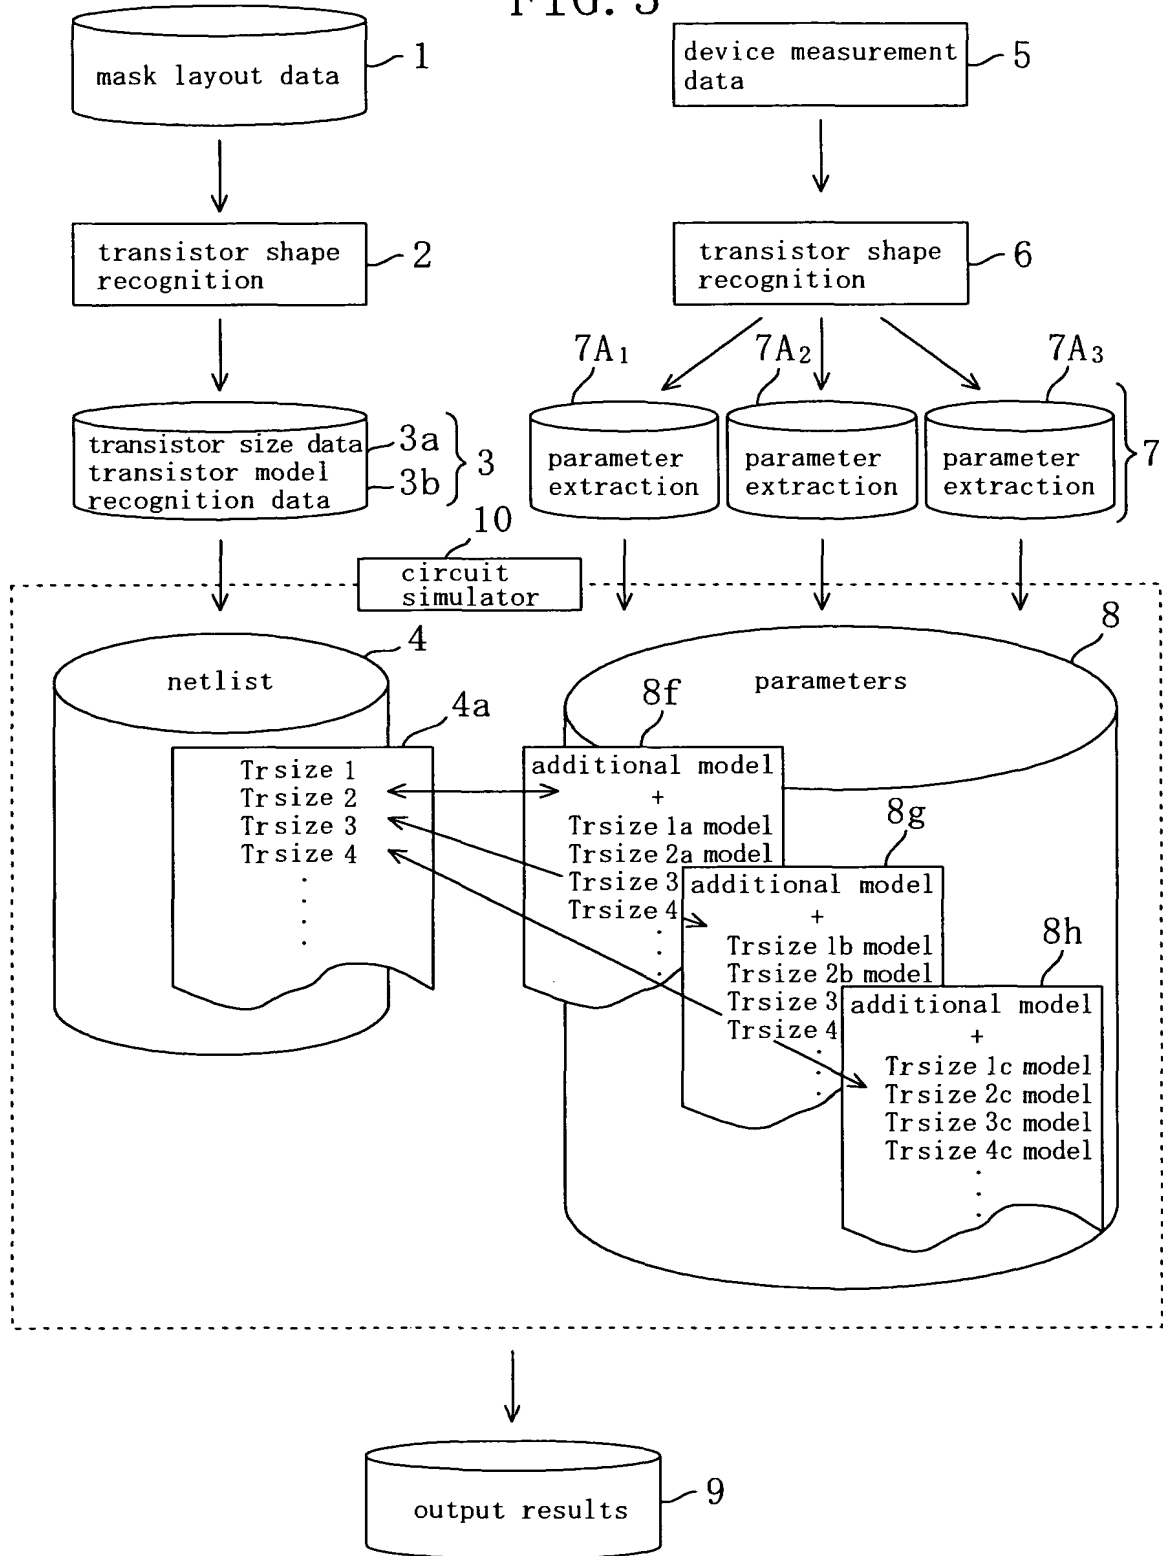 FIG. 3
mask layout data
1
device measurement
data
5
transistor shape
recognition
2
transistor shape
recognition
6
7A1
7A2
7A3
transistor size data
transistor model
recognition data
3a
3b
3
parameter
extraction
parameter
extraction
parameter
extraction
7
10
circuit
simulator
netlist
4
parameters
8
4a
Trsize 1
Trsize 2
Trsize 3
Trsize 4
8f
additional model
+
Trsize 1a model
Trsize 2a model
Trsize 3
Trsize 4
8g
additional model
+
Trsize 1b model
Trsize 2b model
Trsize 3
Trsize 4
8h
additional model
+
Trsize 1c model
Trsize 2c model
Trsize 3c model
Trsize 4c model
output results
9